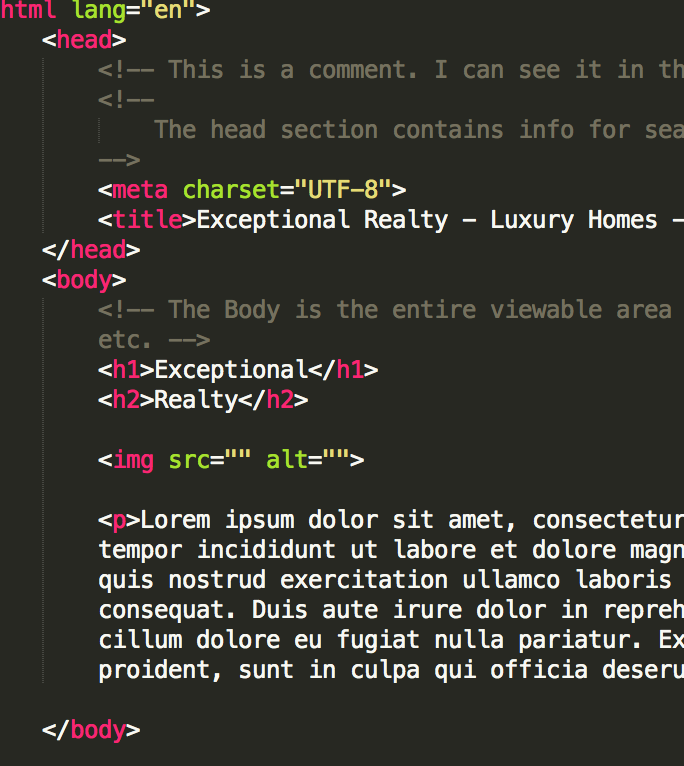 html lang="en">
<head>
<!-- This is a comment. I can see it in th
<!--
The head section contains info for sea
-->
<meta charset="UTF-8">
<title>Exceptional Realty - Luxury Homes -
</head>
<body>
<!-- The Body is the entire viewable area
etc. -->
<h1>Exceptional</h1>
<h2>Realty</h2>
<img src="" alt="">
<p>Lorem ipsum dolor sit amet, consectetur
tempor incididunt ut labore et dolore magn
quis nostrud exercitation ullamco laboris
consequat. Duis aute irure dolor in repreh
cillum dolore eu fugiat nulla pariatur. Ex
proident, sunt in culpa qui officia deseru
</body>